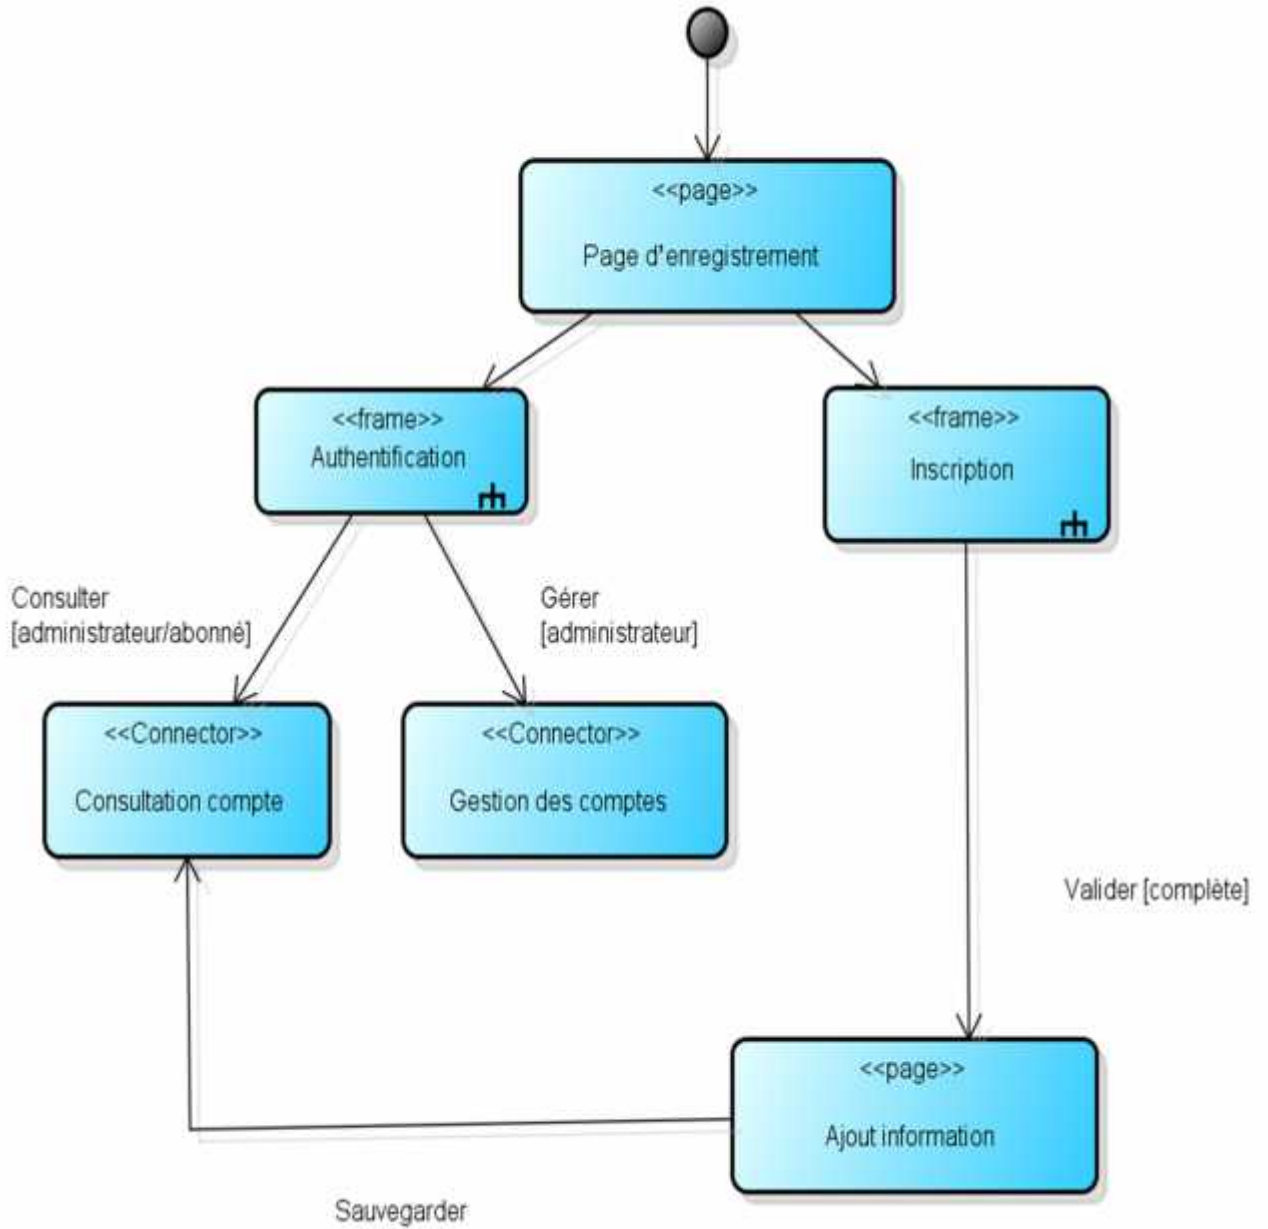 <<page>>
Page d'enregistrement
<<frame>>
Authentification
<<frame>>
Inscription
Consulter
[administrateur/abonné]
Gérer
[administrateur]
<<Connector>>
Consultation compte
<<Connector>>
Gestion des comptes
Valider [complète]
<<page>>
Ajout information
Sauvegarder